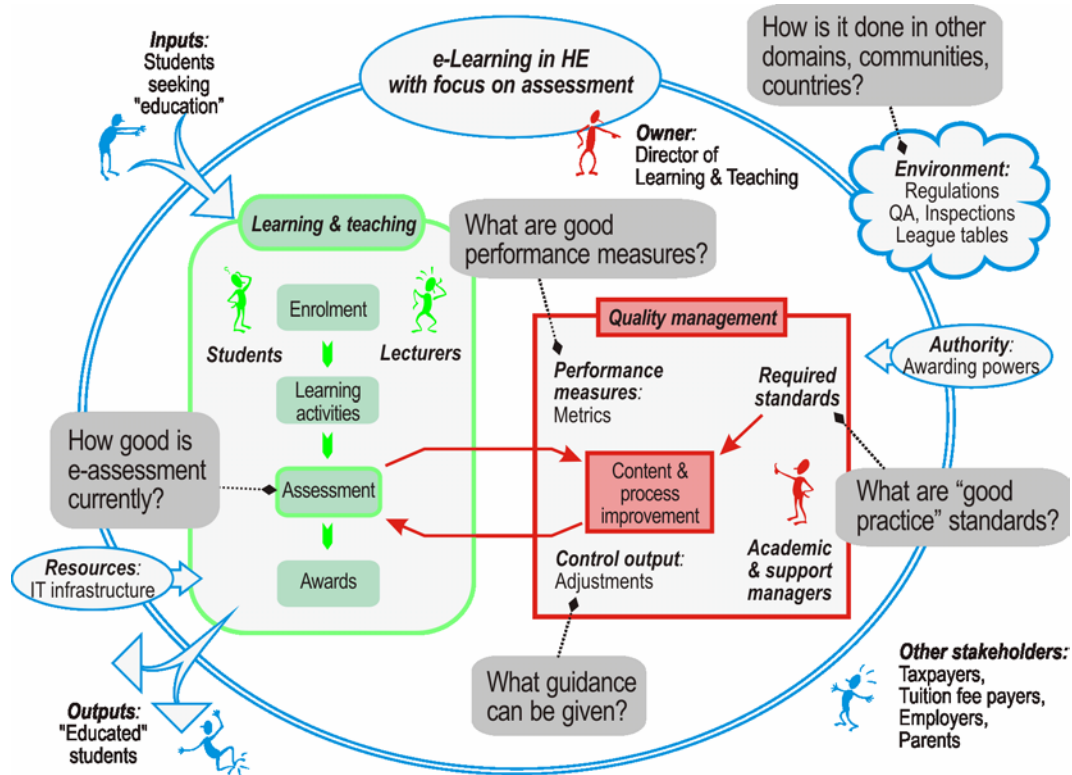 Inputs:
Students
seeking
"education"
e-Learning in HE
with focus on assessment
How is it done in other
domains, communities,
countries?
Owner:
Director of
Learning & Teaching
Environment:
Regulations
QA, Inspections
League tables
Learning & teaching
What are good
performance measures?
Enrolment
Students
Lecturers
Learning
activities
Quality management
Performance
measures:
Metrics
Required
standards
Authority:
Awarding powers
How good is
e-assessment
currently?
Assessment
Content &
process
improvement
What are “good
practice” standards?
Resources:
IT infrastructure
Awards
Control output:
Adjustments
Academic
& support
managers
Outputs:
"Educated"
students
What guidance
can be given?
Other stakeholders:
Taxpayers,
Tuition fee payers,
Employers,
Parents